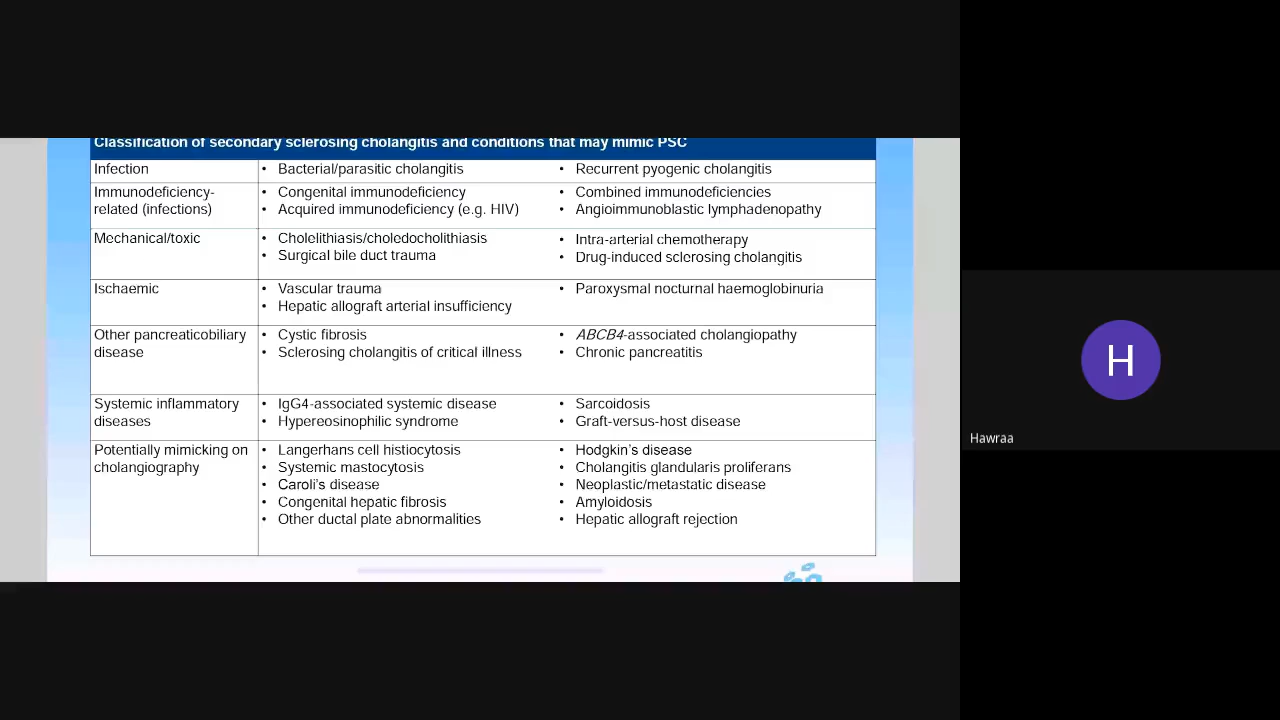 Classification of secondary sclerosing cholangitis and conditions that may mimic PSC
Infection
• Bacterial/parasitic cholangitis
• Recurrent pyogenic cholangitis
Immunodeficiency-
related (infections)
• Congenital immunodeficiency
• Acquired immunodeficiency (e.g. HIV)
• Combined immunodeficiencies
• Angioimmunoblastic lymphadenopathy
Mechanical/toxic
• Cholelithiasis/choledocholithiasis
• Surgical bile duct trauma
• Intra-arterial chemotherapy
• Drug-induced sclerosing cholangitis
Ischaemic
• Vascular trauma
• Hepatic allograft arterial insufficiency
• Paroxysmal nocturnal haemoglobinuria
Other pancreaticobiliary
disease
• Cystic fibrosis
• Sclerosing cholangitis of critical illness
• ABCB4-associated cholangiopathy
• Chronic pancreatitis
Systemic inflammatory
diseases
• IgG4-associated systemic disease
• Hypereosinophilic syndrome
• Sarcoidosis
• Graft-versus-host disease
Potentially mimicking on
cholangiography
• Langerhans cell histiocytosis
• Systemic mastocytosis
• Caroli's disease
• Congenital hepatic fibrosis
• Other ductal plate abnormalities
• Hodgkin's disease
• Cholangitis glandularis proliferans
• Neoplastic/metastatic disease
• Amyloidosis
• Hepatic allograft rejection
H
Hawraa